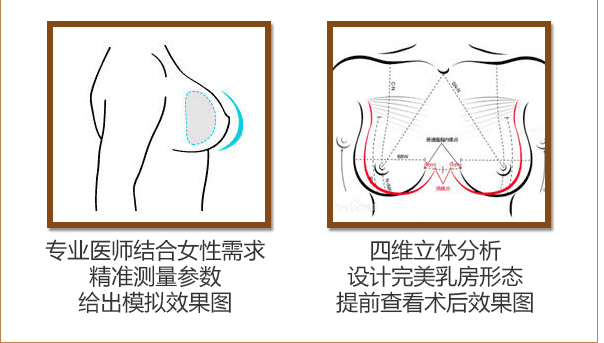 专业医师结合女性需求
精准测量参数
给出模拟效果图
BBW
四维立体分析
设计完美乳房形态
提前查看术后效果图